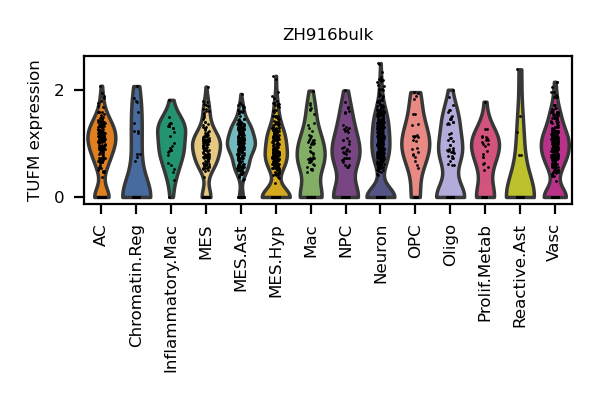 ZH916bulk
TUFM expression
2
0
AC
Chromatin.Reg
Inflammatory.Mac
MES
MES.Ast
MES.Hyp
Mac
NPC
Neuron
OPC
Oligo
Prolif.Metab
Reactive.Ast
Vasc